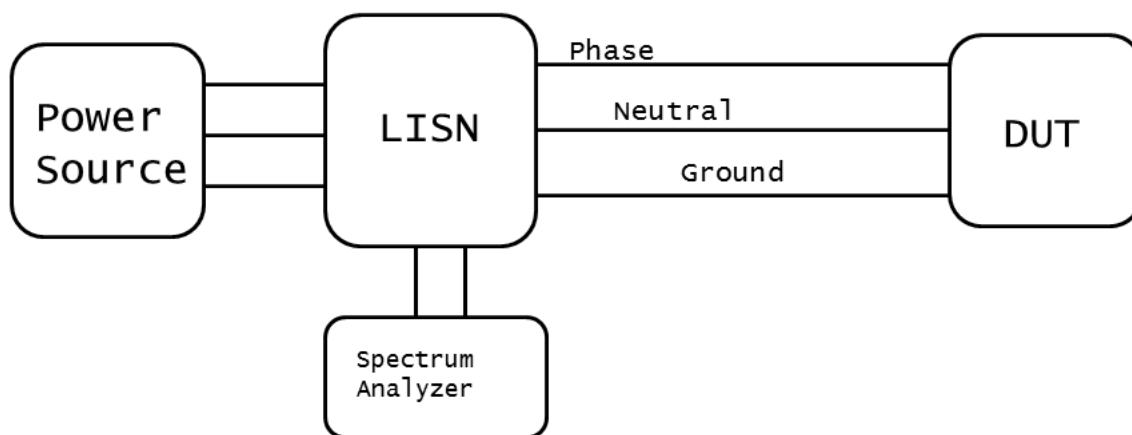 Power
Source
LISN
Phase
Neutral
Ground
DUT
Spectrum
Analyzer